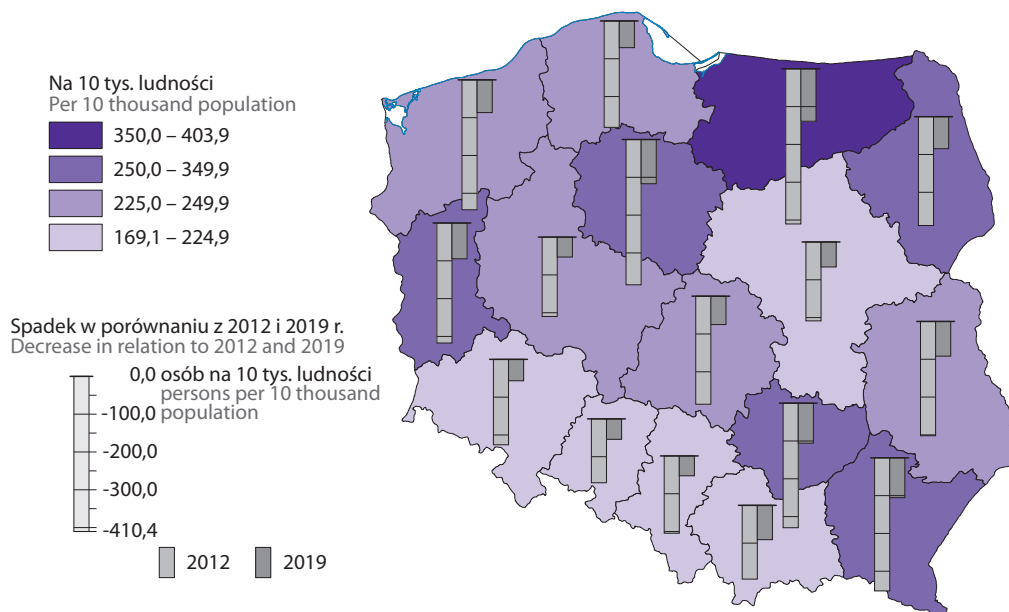 Na 10 tys. ludności
Per 10 thousand population
350,0 – 403,9
250,0 – 349,9
225,0 – 249,9
169,1 – 224,9
Spadek w porównaniu z 2012 i 2019 r.
Decrease in relation to 2012 and 2019
0,0 osób na 10 tys. ludności
persons per 10 thousand
population
-100,0
-200,0
-300,0
-410,4
2012 2019